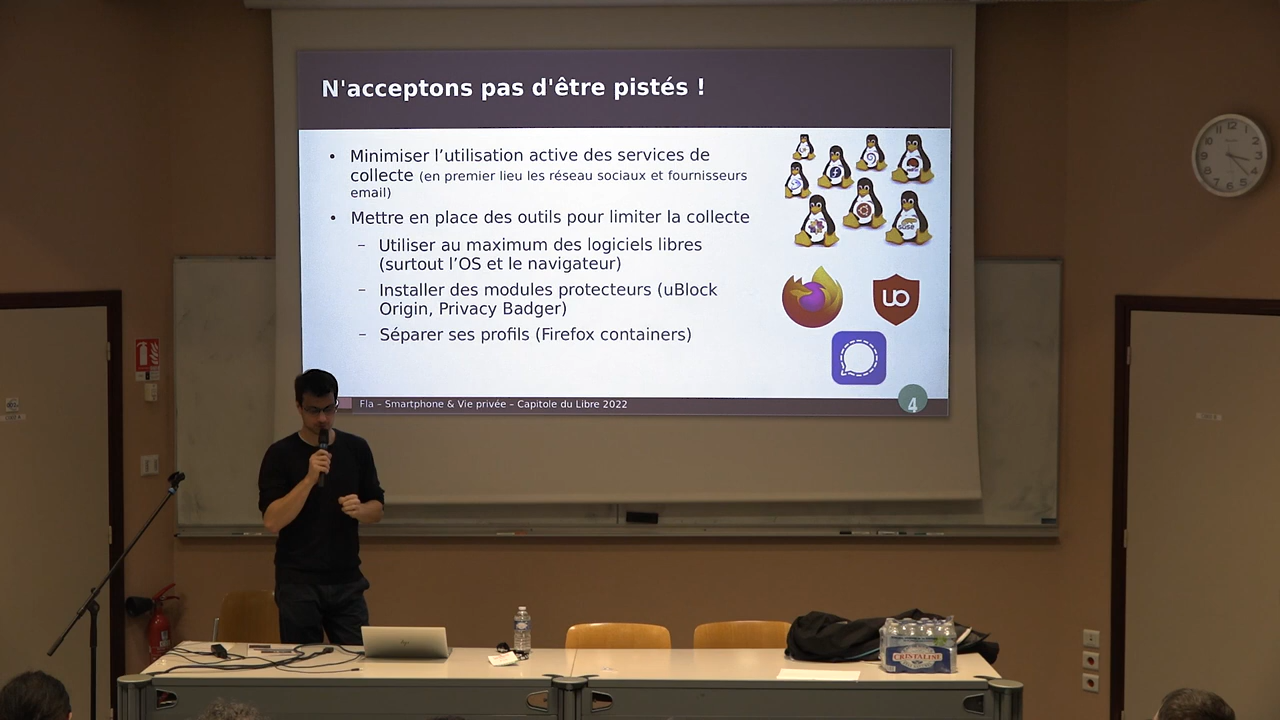 N'acceptons pas d'être pistés !
• Minimiser l'utilisation active des services de
collecte (en premier lieu les réseau sociaux et fournisseurs
email)
• Mettre en place des outils pour limiter la collecte
– Utiliser au maximum des logiciels libres
(surtout l'OS et le navigateur)
– Installer des modules protecteurs (uBlock
Origin, Privacy Badger)
– Séparer ses profils (Firefox containers)
suse
uo
Fla – Smartphone & Vie privée – Capitole du Libre 2022
4
CRISTALINE